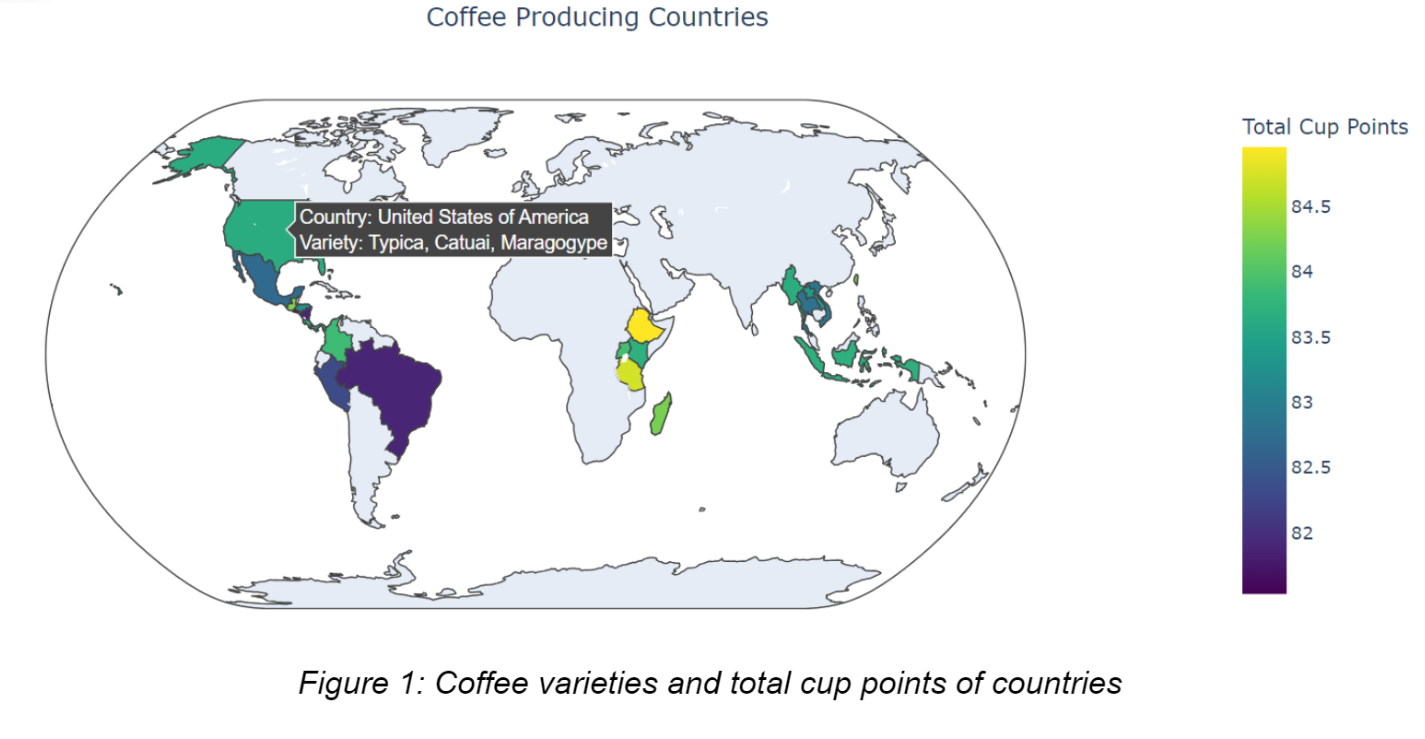 Coffee Producing Countries
Total Cup Points
Country: United States of America
Variety: Typica, Catuai, Maragogype
84.5
84
83.5
83
82.5
82
Figure 1: Coffee varieties and total cup points of countries